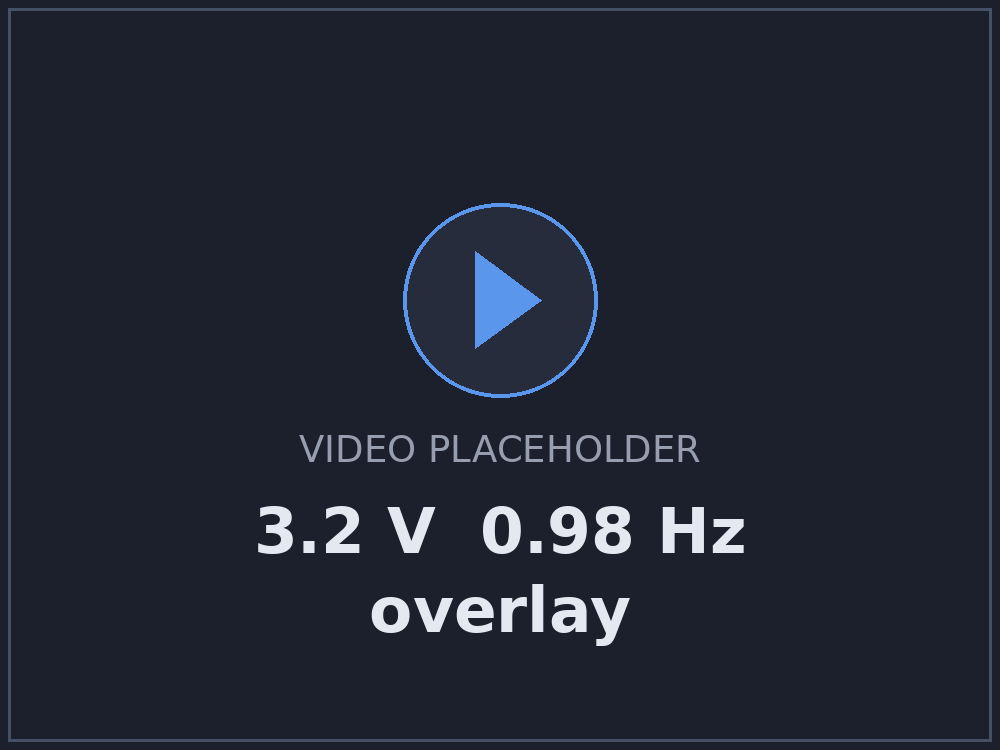 VIDEO PLACEHOLDER
3.2 V  0.98 Hz
overlay